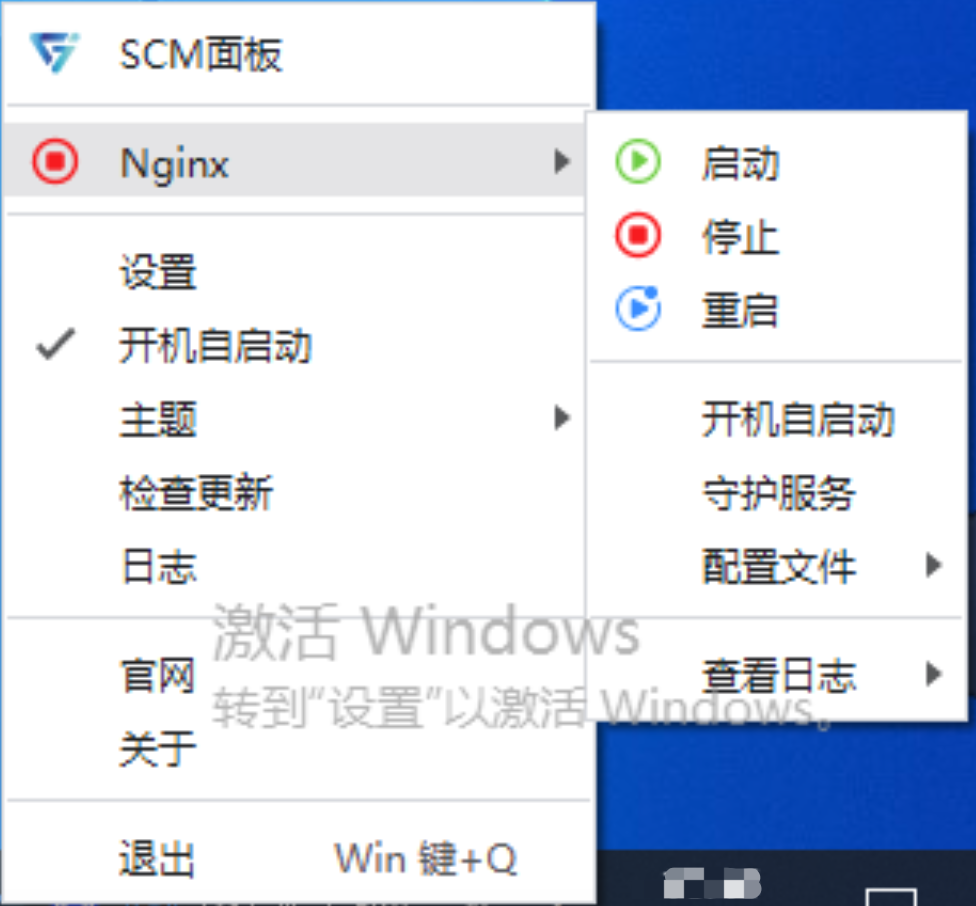 SCM面板
Nginx
设置
开机自启动
主题
检查更新
日志
官网
关于
退出 Win 键+Q
启动
停止
重启
开机自启动
守护服务
配置文件
查看日志
激活 Windows
转到“设置”以激活 Windows。